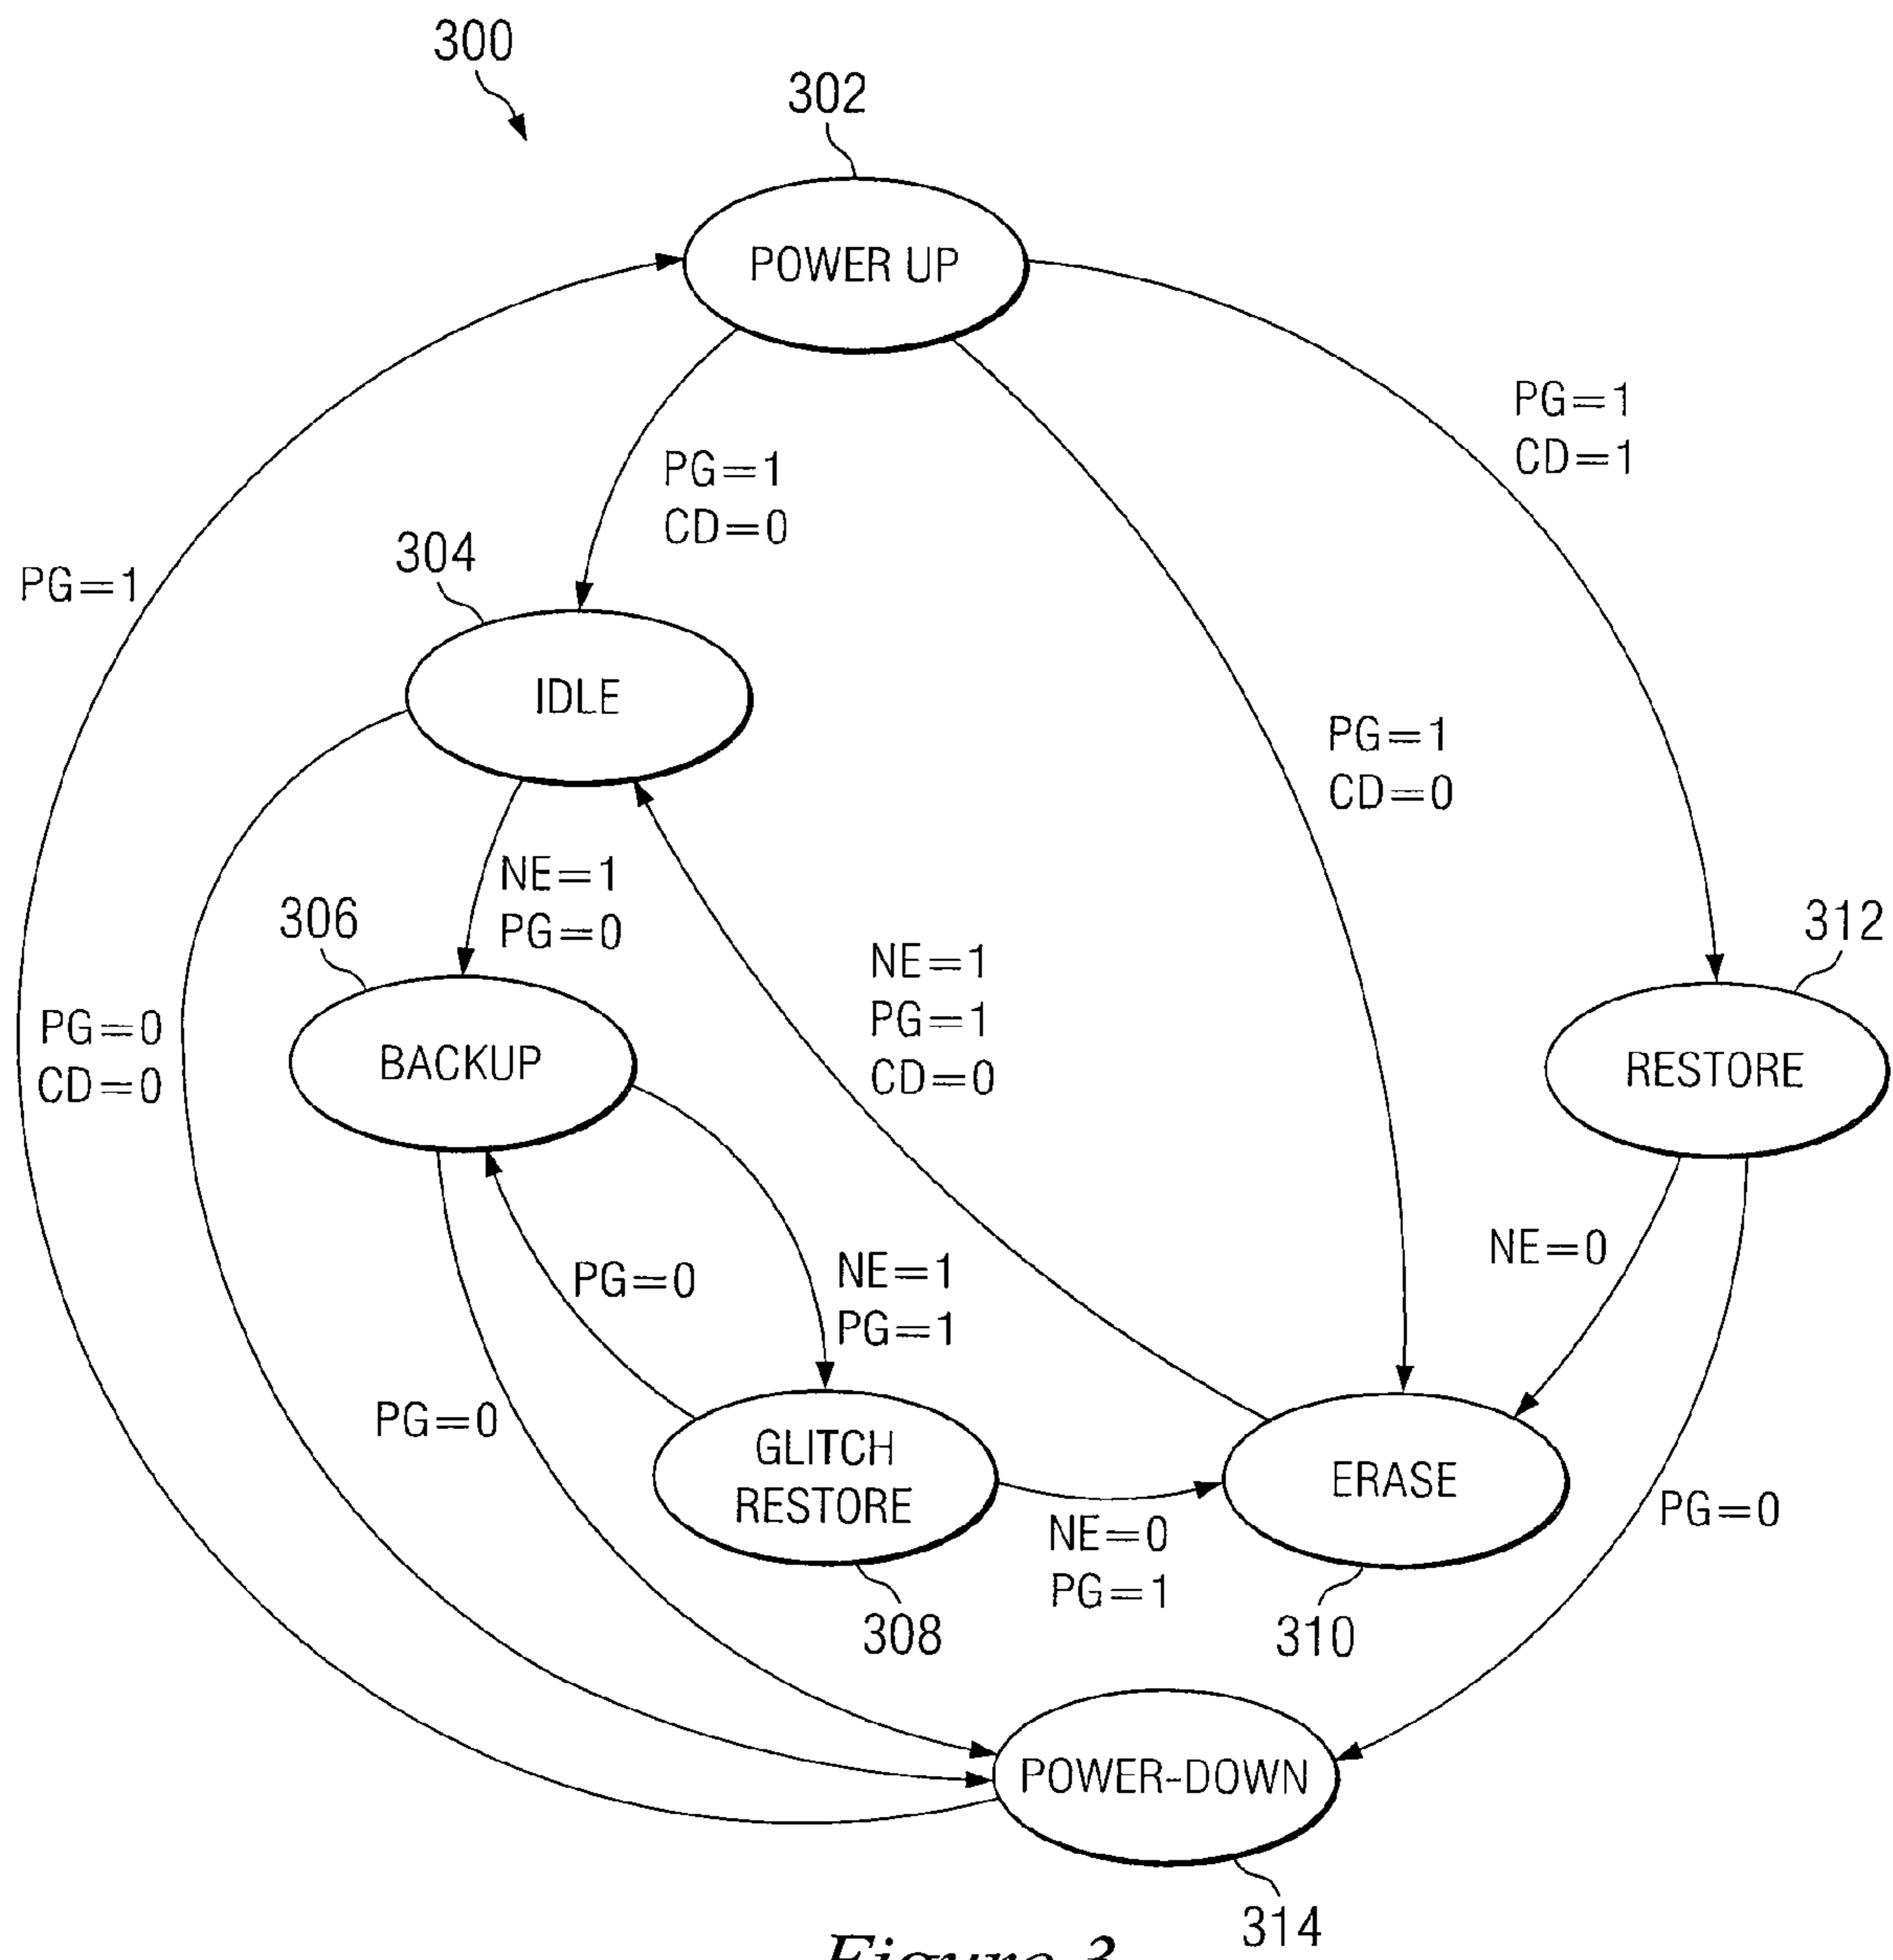 300
302
POWER UP
PG=1
CD=1
PG=1
CD=0
304
PG=1
IDLE
PG=1
CD=0
NE=1
PG=0
306
312
NE=1
PG=1
CD=0
PG=0
CD=0
BACKUP
RESTORE
NE=0
PG=0
NE=1
PG=1
PG=0
GLITCH
RESTORE
ERASE
PG=0
NE=0
PG=1
308
310
POWER-DOWN
314
Figure 3